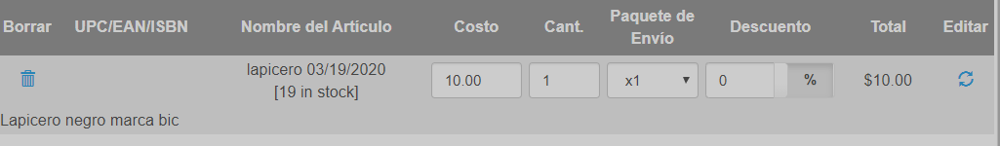 Borrar UPC/EAN/ISBN Nombre del Artículo Costo Cant. Paquete de Envío Descuento Total Editar
lapicero 03/19/2020 10.00 1 x1 0 % $10.00
[19 in stock]
Lapicero negro marca bic